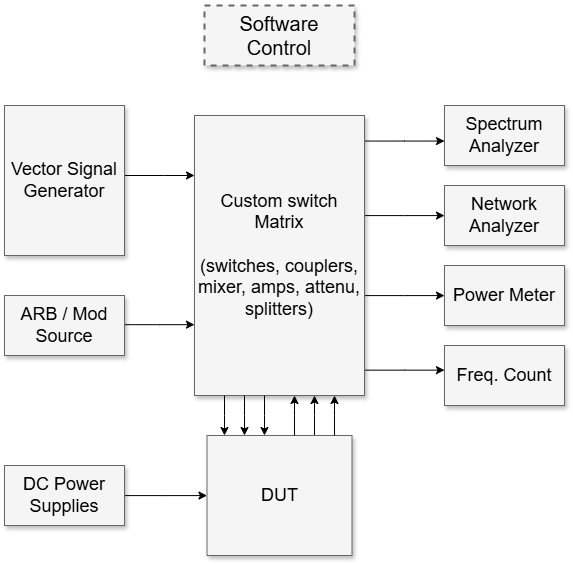 Software
Control
Vector Signal
Generator
Custom switch
Matrix
(switches, couplers,
mixer, amps, attenu,
splitters)
Spectrum
Analyzer
Network
Analyzer
ARB / Mod
Source
Power Meter
Freq. Count
DC Power
Supplies
DUT